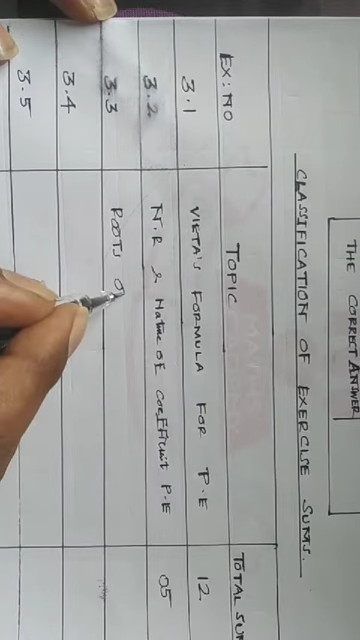 THE CORRECT ANSWER
CLASSIFICATION OF EXERCISE SUMS.
EX: NO TOPIC TOTAL SUM
3.1 VIETA'S FORMULA FOR P.E 12
3.2 N.R & Nature OF Coefficient P.E 05
3.3 ROOTS O
3.4
3.5